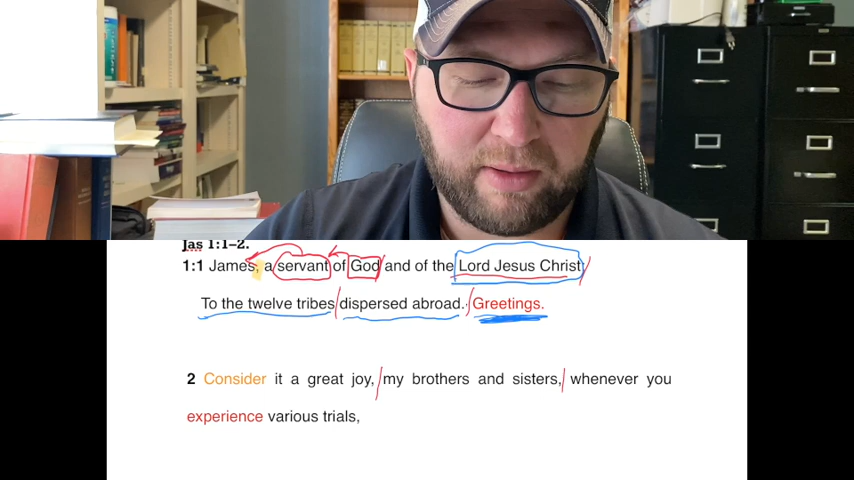 Jas 1:1–2.
1:1 James, a servant of God and of the Lord Jesus Christ:
To the twelve tribes dispersed abroad. Greetings.
2 Consider it a great joy, my brothers and sisters, whenever you
experience various trials,